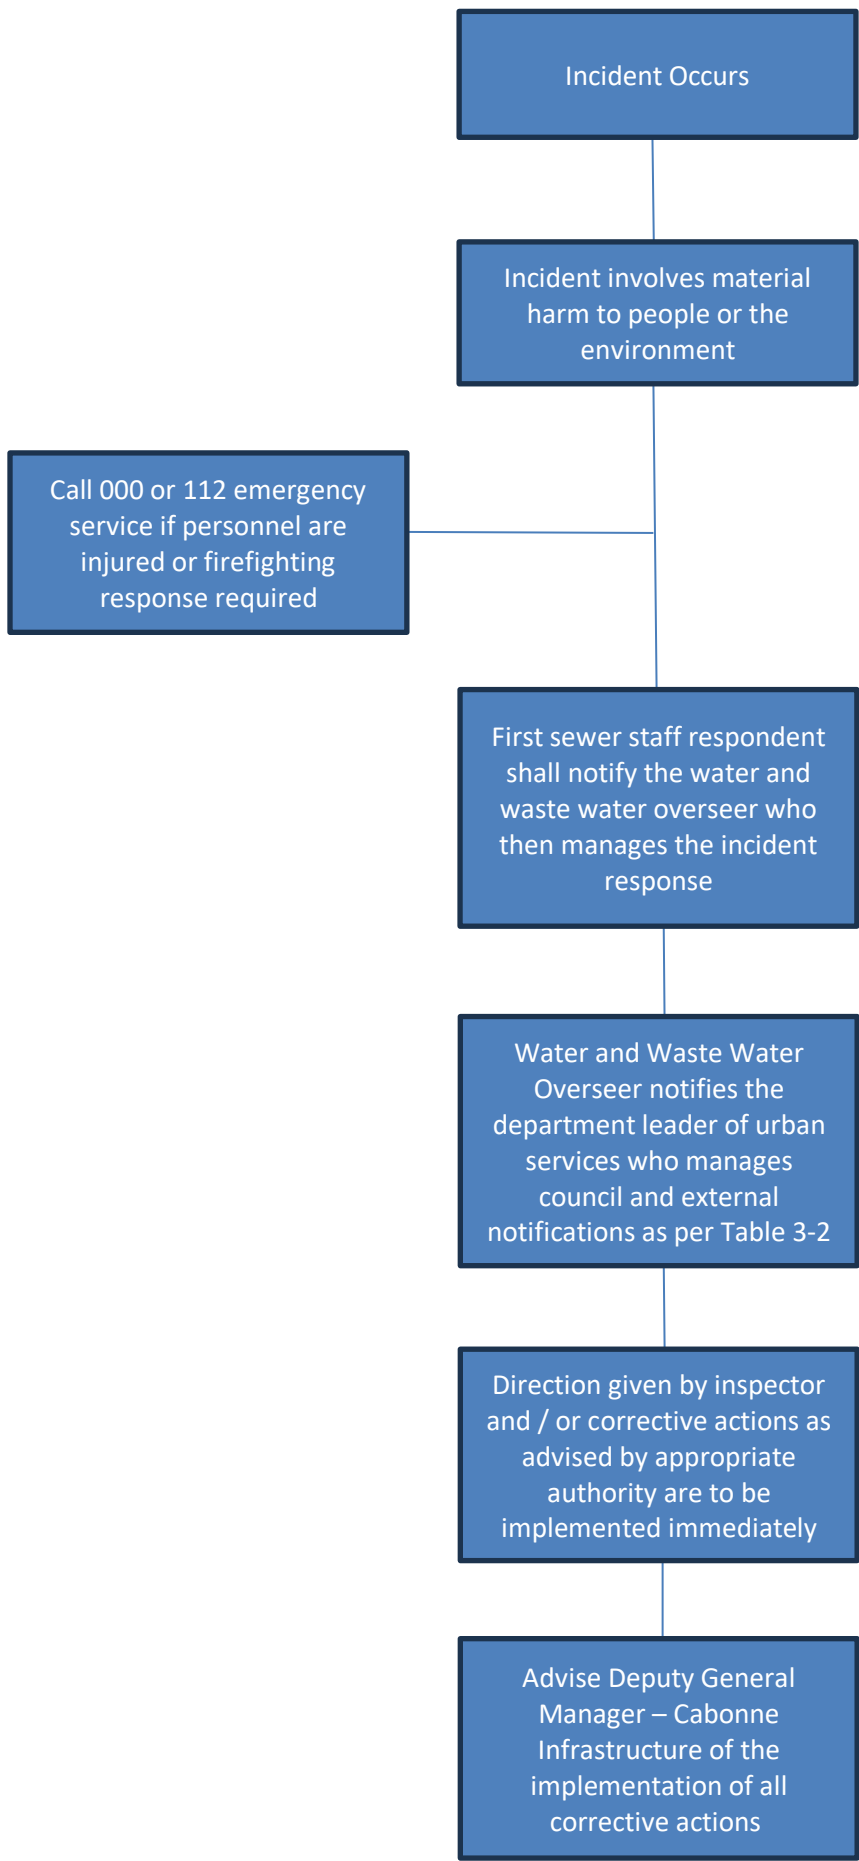 Incident Occurs
Incident involves material
harm to people or the
environment
Call 000 or 112 emergency
service if personnel are
injured or firefighting
response required
First sewer staff respondent
shall notify the water and
waste water overseer who
then manages the incident
response
Water and Waste Water
Overseer notifies the
department leader of urban
services who manages
council and external
notifications as per Table 3-2
Direction given by inspector
and / or corrective actions as
advised by appropriate
authority are to be
implemented immediately
Advise Deputy General
Manager – Cabonne
Infrastructure of the
implementation of all
corrective actions